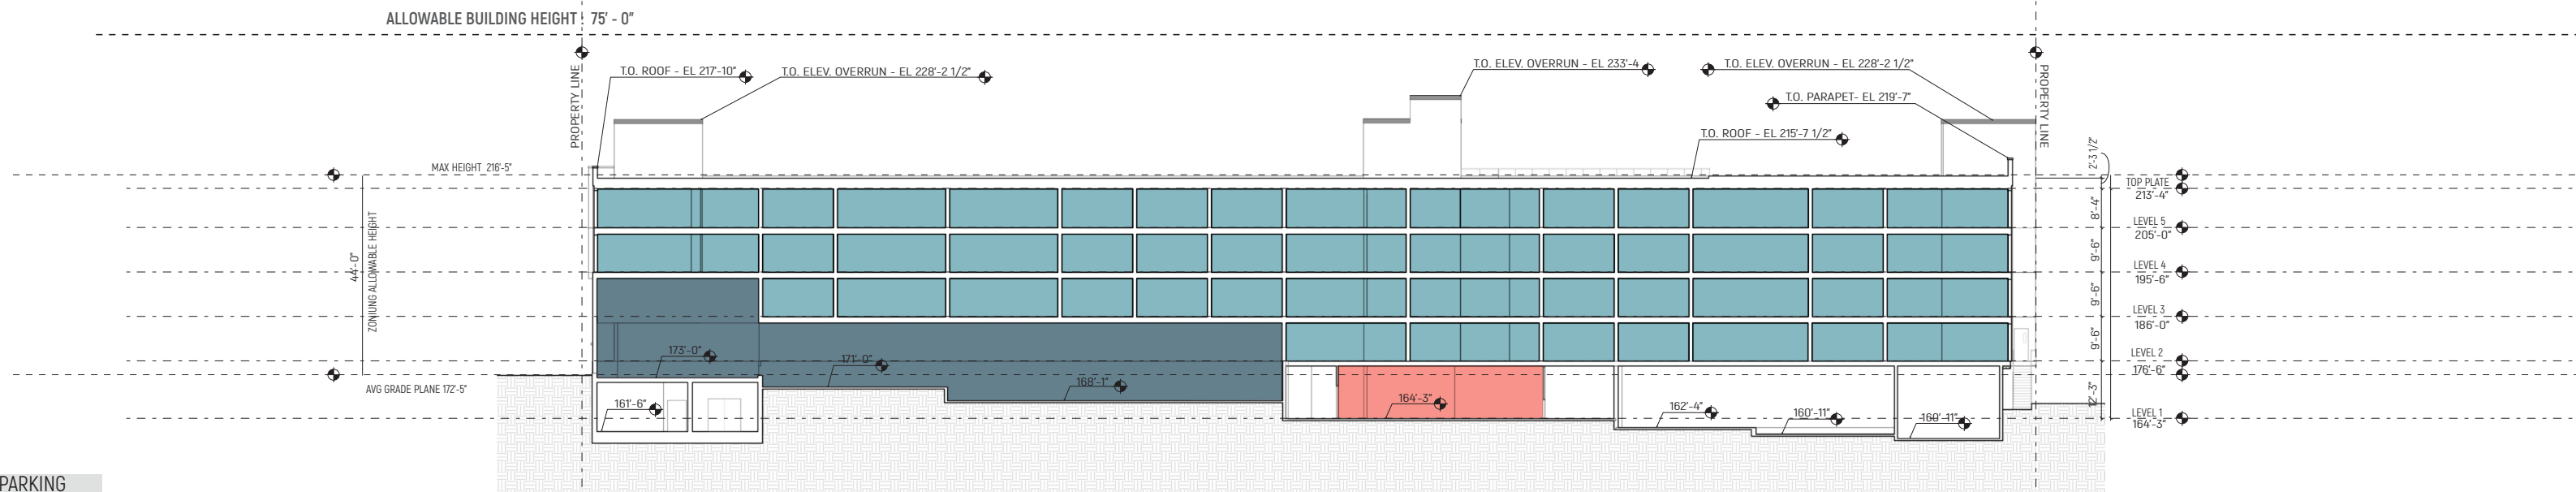 ALLOWABLE BUILDING HEIGHT : 75' - 0"
PROPERTY LINE
T.O. ROOF - EL 217'-10"
T.O. ELEV. OVERRUN - EL 228'-2 1/2"
T.O. ELEV. OVERRUN - EL 233'-4
T.O. ELEV. OVERRUN - EL 228'-2 1/2"
T.O. PARAPET- EL 219'-7"
T.O. ROOF - EL 215'-7 1/2"
PROPERTY LINE
MAX HEIGHT 216'-5"
44'-0"
ZONIUNG ALLOWABLE HEIGHT
AVG GRADE PLANE 172'-5"
2'-3 1/2"
TOP PLATE
213'-4"
8'-4"
LEVEL 5
205'-0"
9'-6"
LEVEL 4
195'-6"
9'-6"
LEVEL 3
186'-0"
9'-6"
LEVEL 2
176'-6"
12'-3"
LEVEL 1
164'-3"
173'-0"
171'-0"
168'-1"
161'-6"
164'-3"
162'-4"
160'-11"
160'-11"
PARKING